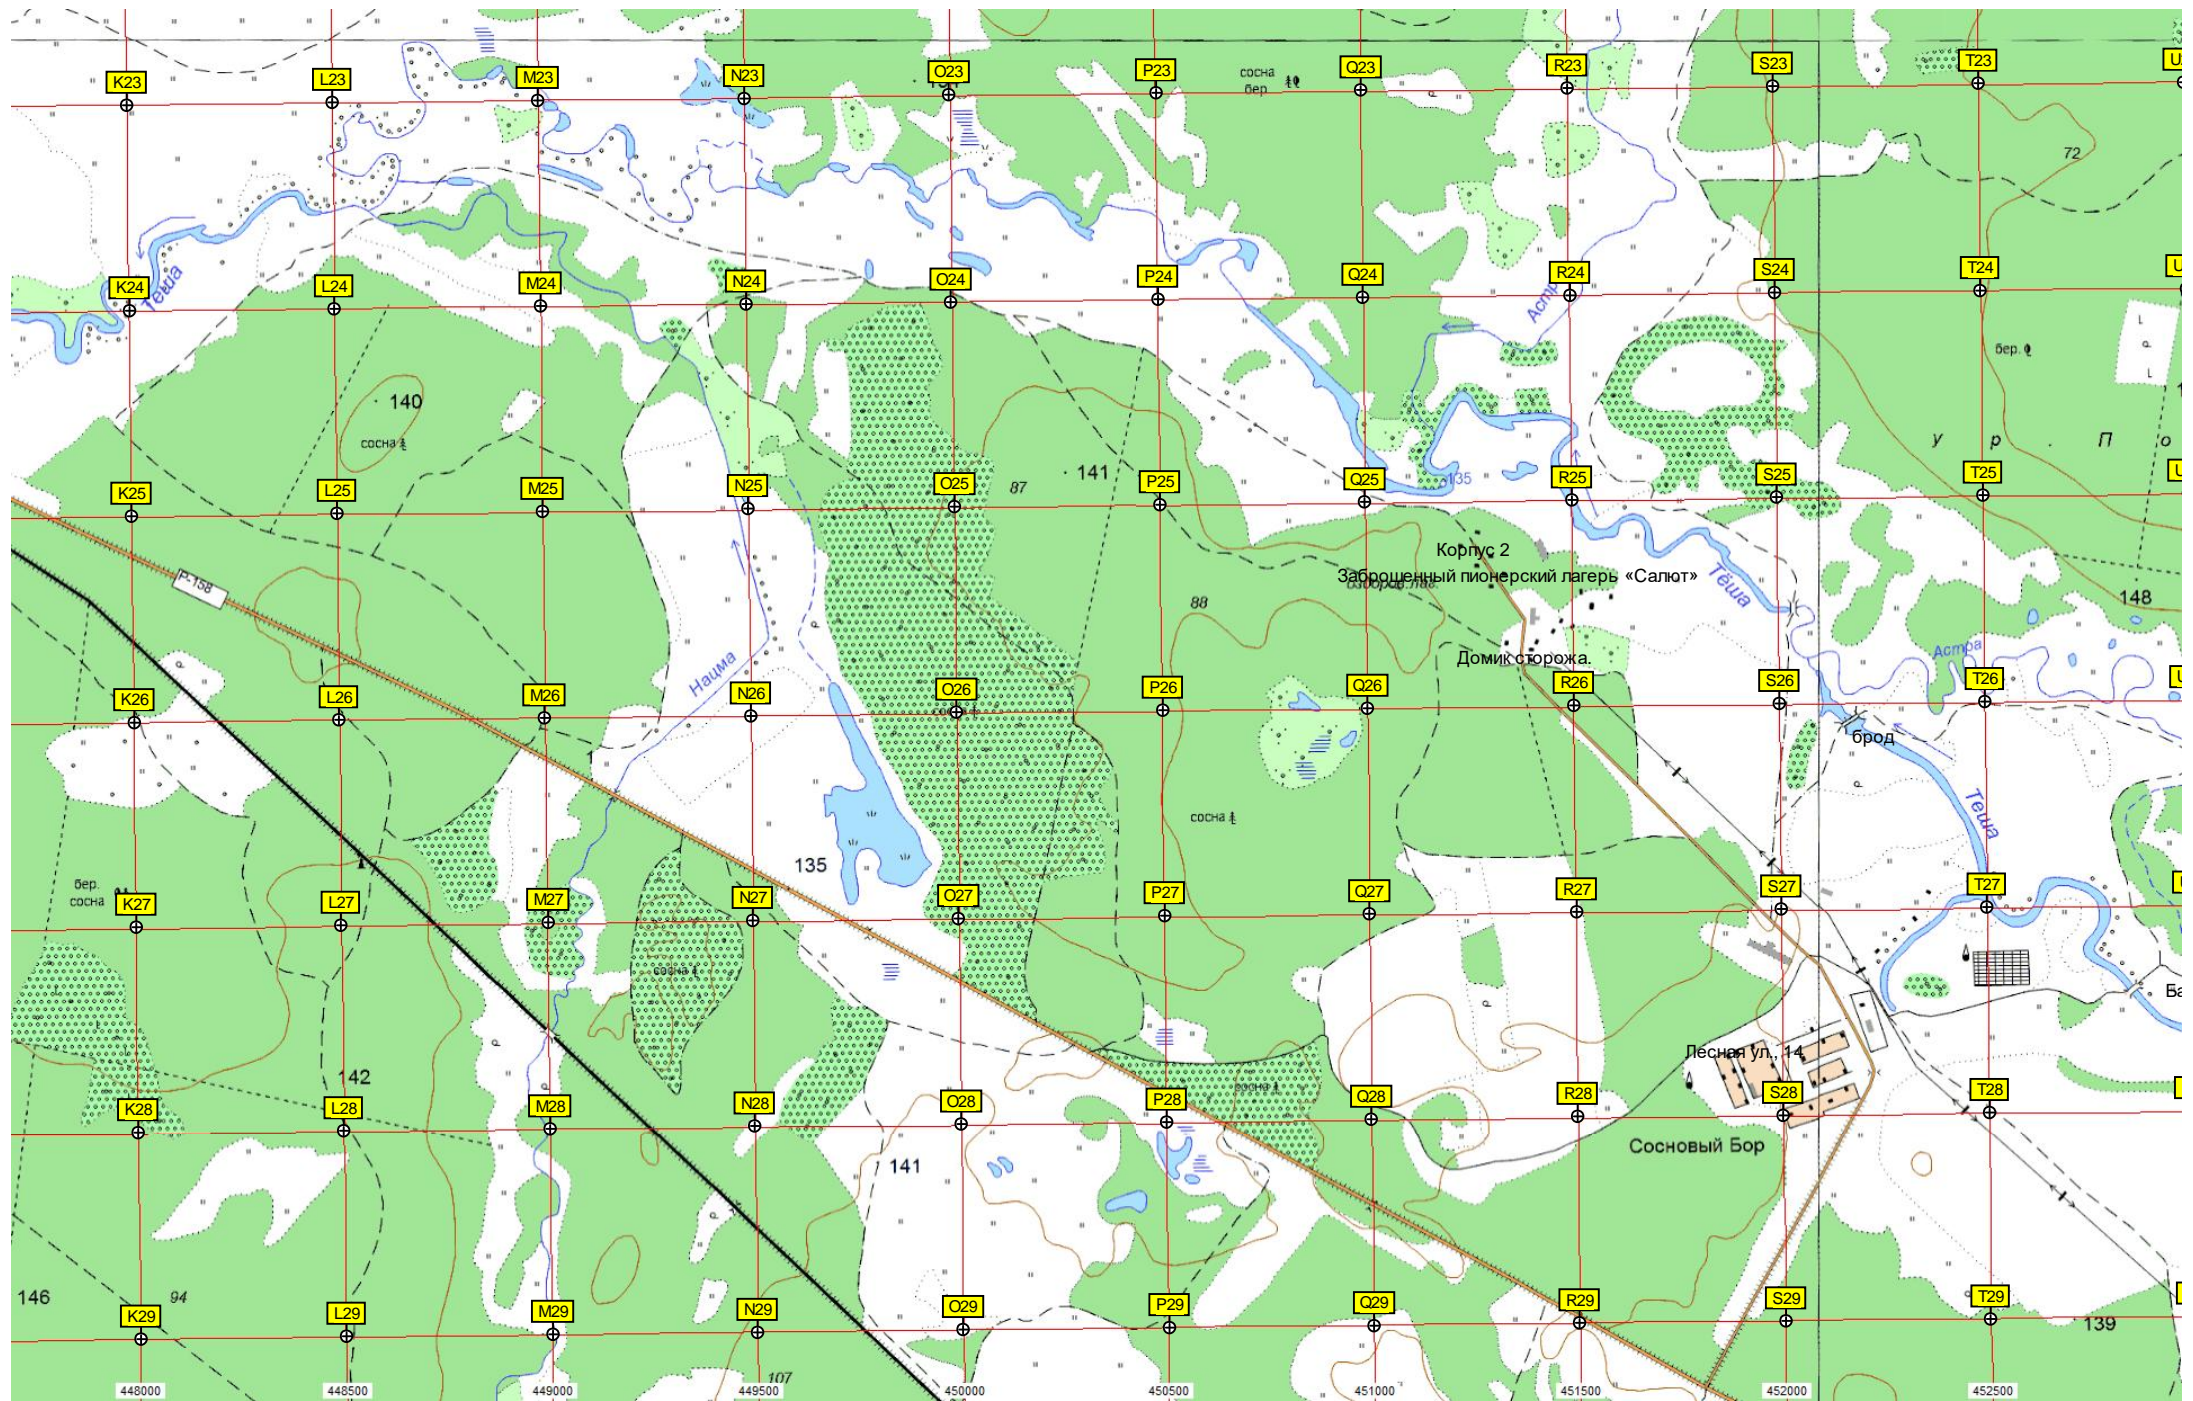 K23
L23
M23
N23
O23
P23
сосна
бер
Q23
R23
S23
T23
72
K24
Теша
L24
M24
N24
O24
P24
Q24
R24
S24
T24
бер.
140
сосна
141
87
у р . П о
K25
L25
M25
N25
O25
P25
Q25
135
R25
S25
T25
Р-158
Корпус 2
Заброшенный пионерский лагерь «Салют»
88
Тёша
148
Астра
Домик сторожа.
Нацма
K26
L26
M26
N26
O26
P26
Q26
R26
S26
T26
брод
Теша
сосна
135
бер.
сосна
K27
L27
M27
N27
O27
P27
Q27
R27
S27
T27
сосна
142
Лесная ул., 14
K28
L28
M28
N28
O28
P28
Q28
R28
S28
T28
141
Сосновый Бор
146
94
K29
L29
M29
N29
O29
P29
Q29
R29
S29
T29
139
107
448000
448500
449000
449500
450000
450500
451000
451500
452000
452500